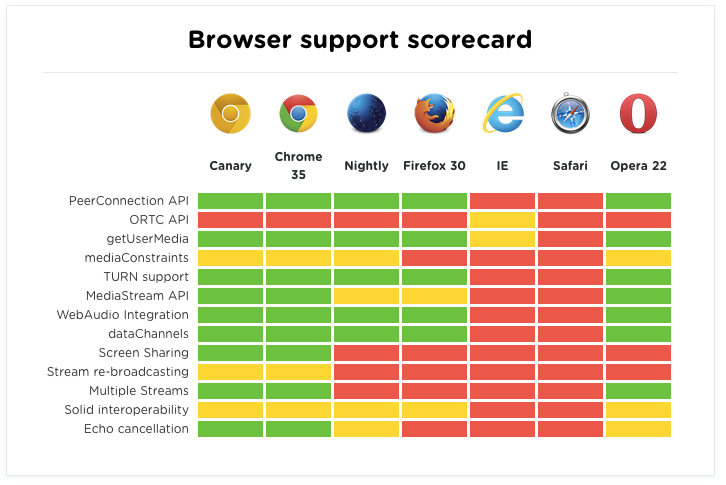 Browser support scorecard
Canary
Chrome
35
Nightly
Firefox 30
IE
Safari
Opera 22
PeerConnection API
ORTC API
getUserMedia
mediaConstraints
TURN support
MediaStream API
WebAudio Integration
dataChannels
Screen Sharing
Stream re-broadcasting
Multiple Streams
Solid interoperability
Echo cancellation